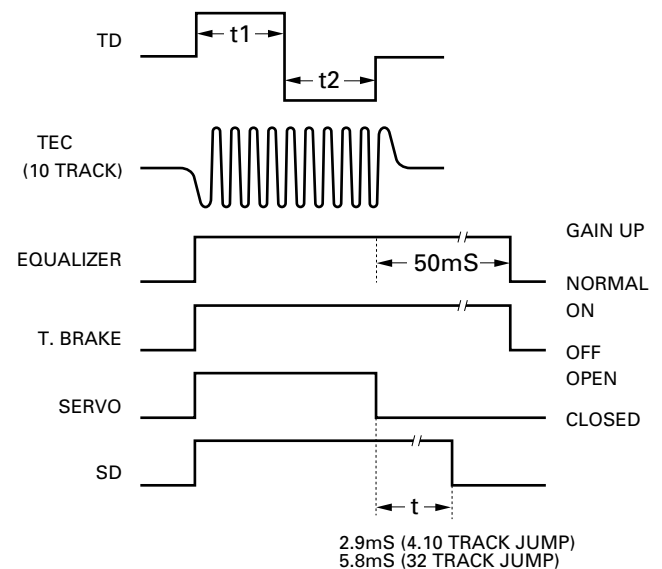 TD
t1
t2
TEC
(10 TRACK)
GAIN UP
EQUALIZER
50mS
NORMAL
ON
T. BRAKE
OFF
OPEN
SERVO
CLOSED
SD
t
2.9mS (4.10 TRACK JUMP)
5.8mS (32 TRACK JUMP)